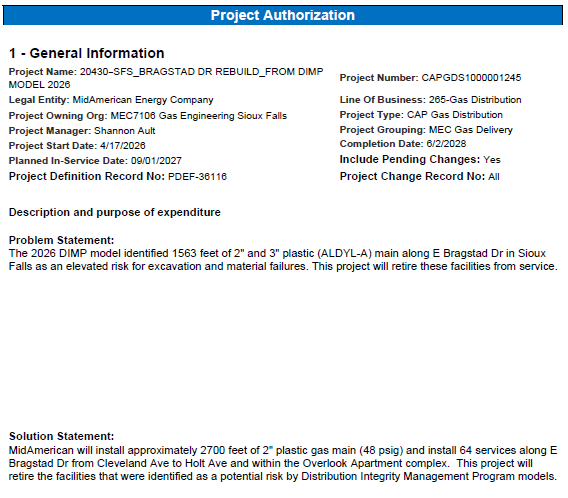 Project Authorization
1 - General Information
Project Name: 20430–SFS_BRAGSTAD DR REBUILD_FROM DIMP
MODEL 2026
Project Number: CAPGDS1000001245
Legal Entity: MidAmerican Energy Company
Line Of Business: 265-Gas Distribution
Project Owning Org: MEC7106 Gas Engineering Sioux Falls
Project Type: CAP Gas Distribution
Project Manager: Shannon Ault
Project Grouping: MEC Gas Delivery
Project Start Date: 4/17/2026
Completion Date: 6/2/2028
Planned In-Service Date: 09/01/2027
Include Pending Changes: Yes
Project Definition Record No: PDEF-36116
Project Change Record No: All
Description and purpose of expenditure
Problem Statement:
The 2026 DIMP model identified 1563 feet of 2" and 3" plastic (ALDYL-A) main along E Bragstad Dr in Sioux
Falls as an elevated risk for excavation and material failures. This project will retire these facilities from service.
Solution Statement:
MidAmerican will install approximately 2700 feet of 2" plastic gas main (48 psig) and install 64 services along E
Bragstad Dr from Cleveland Ave to Holt Ave and within the Overlook Apartment complex.  This project will
retire the facilities that were identified as a potential risk by Distribution Integrity Management Program models.